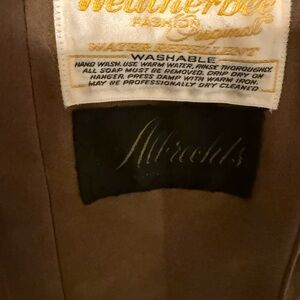 Weatherbee
FASHION Originals
WATER REPELLENT
WASHABLE
HAND WASH. USE WARM WATER, RINSE THOROUGHLY.
ALL SOAP MUST BE REMOVED. DRIP DRY ON
HANGER. PRESS DAMP WITH WARM IRON.
MAY BE PROFESSIONALLY DRY CLEANED.
Albrechts